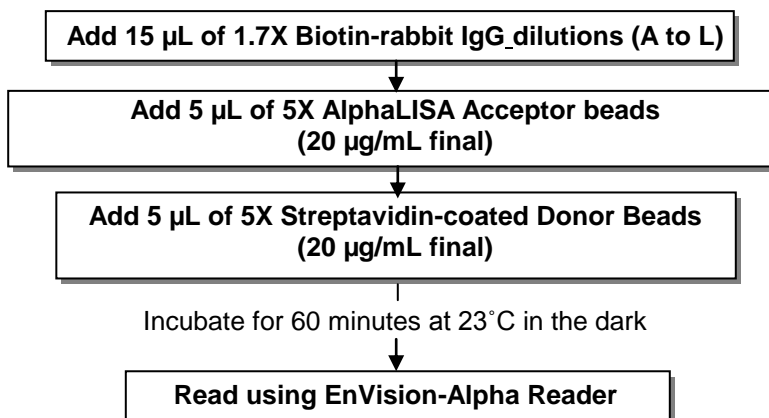 Add 15 µL of 1.7X Biotin-rabbit IgG dilutions (A to L)
Add 5 µL of 5X AlphaLISA Acceptor beads
(20 µg/mL final)
Add 5 µL of 5X Streptavidin-coated Donor Beads
(20 µg/mL final)
Incubate for 60 minutes at 23˚C in the dark
Read using EnVision-Alpha Reader